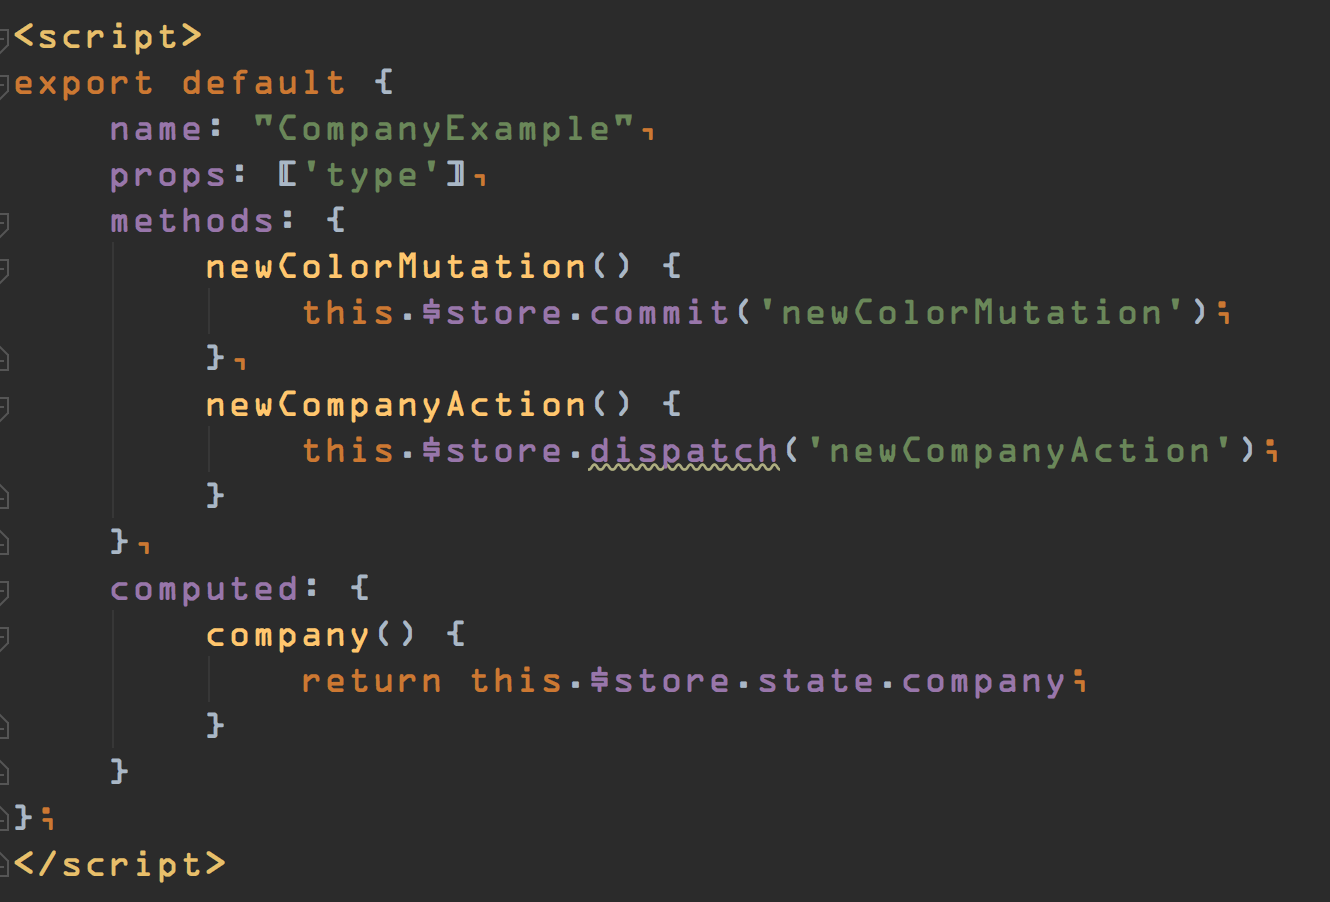 <script>
export default {
    name: "CompanyExample",
    props: ['type'],
    methods: {
        newColorMutation() {
            this.$store.commit('newColorMutation');
        },
        newCompanyAction() {
            this.$store.dispatch('newCompanyAction');
        }
    },
    computed: {
        company() {
            return this.$store.state.company;
        }
    }
};
</script>